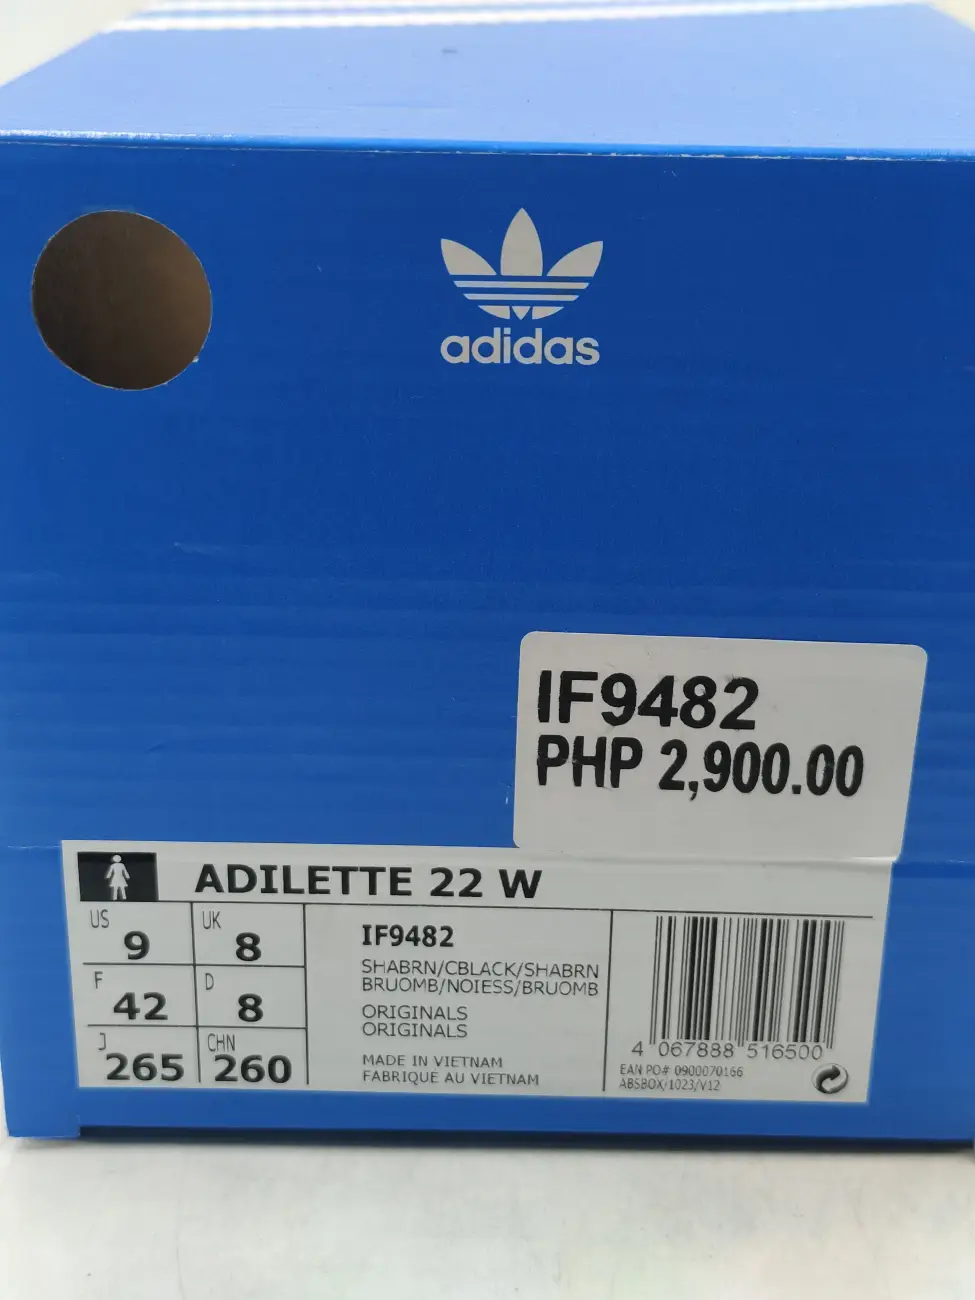 adidas
IF9482
PHP 2,900.00
ADILETTE 22 W
US 9 UK 8
F 42 D 8
J 265 CHN 260
IF9482
SHABRN/CBLACK/SHABRN
BRUOMB/NOIESS/BRUOMB
ORIGINALS
ORIGINALS
MADE IN VIETNAM
FABRIQUE AU VIETNAM
4 067888 516500
EAN PO# 0900070166
ABSBOX/1023/V12